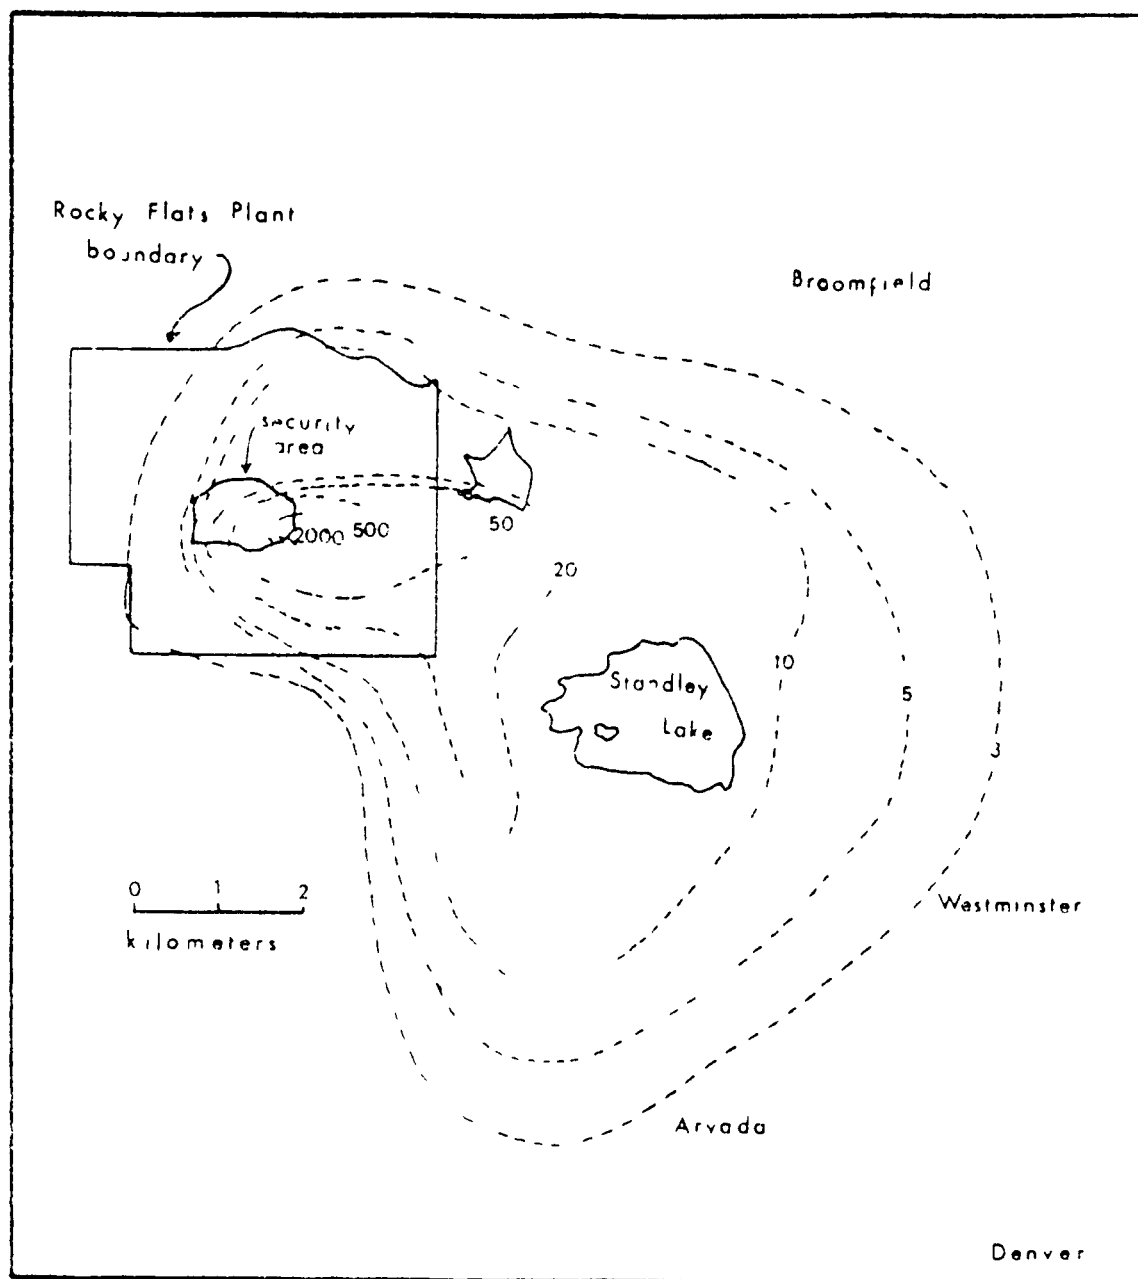 Rocky Flats Plant
boundary
Broomfield
security
area
2000
500
50
20
10
5
3
Standley
Lake
0 1 2
kilometers
Westminster
Arvada
Denver